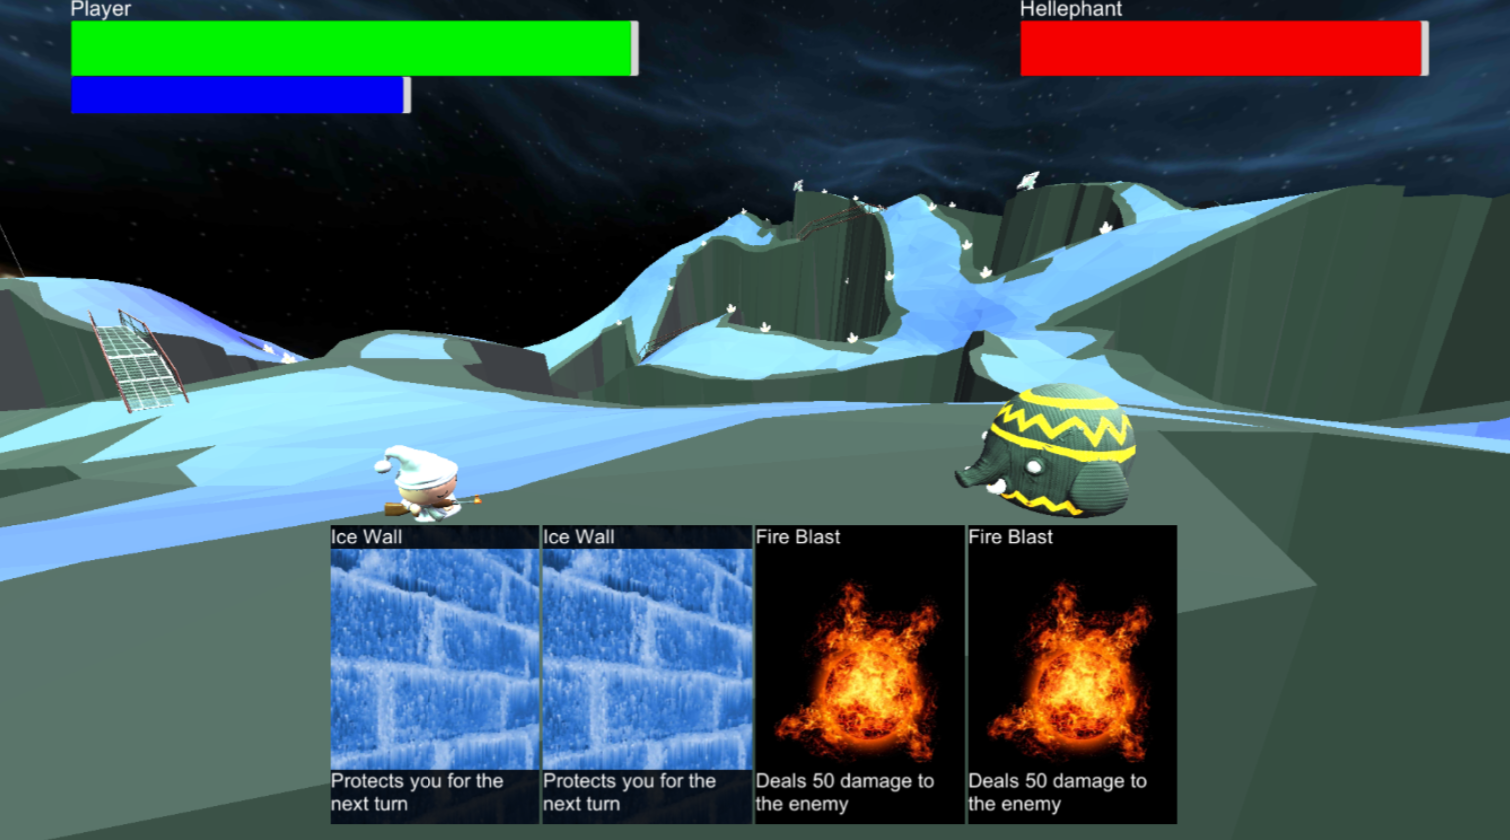 Player
Hellephant
Ice Wall
Protects you for the
next turn
Ice Wall
Protects you for the
next turn
Fire Blast
Deals 50 damage to
the enemy
Fire Blast
Deals 50 damage to
the enemy